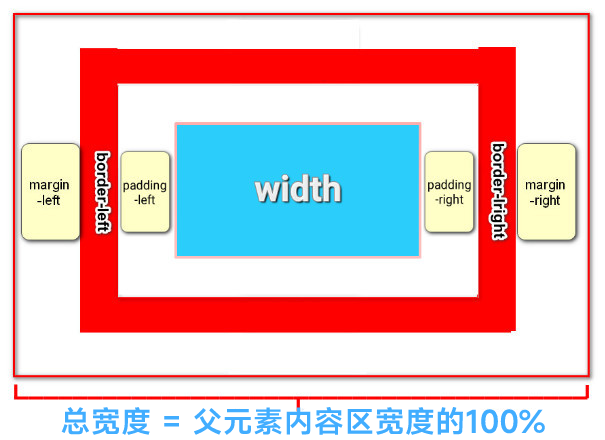 margin
-left
border-left
padding
-left
width
padding
-right
border-lright
margin
-right
总宽度 = 父元素内容区宽度的100%